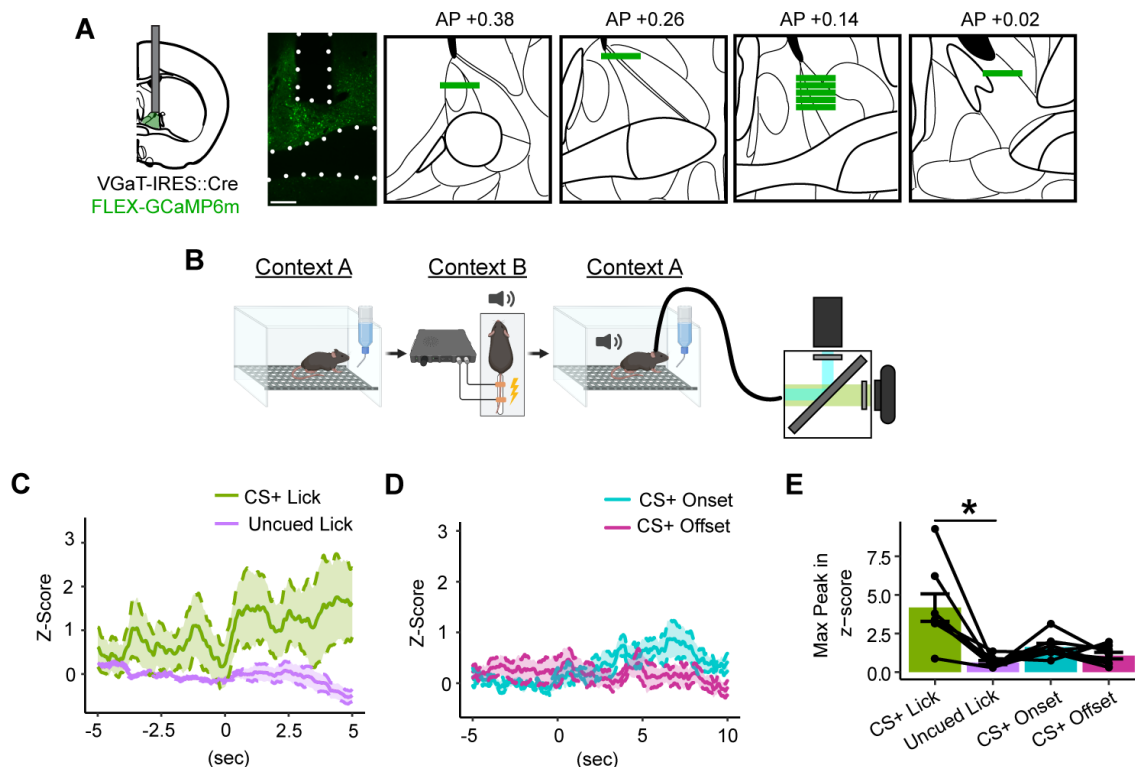 A
AP +0.38
AP +0.26
AP +0.14
AP +0.02
VGaT-IRES::Cre
FLEX-GCaMP6m
B
Context A
Context B
Context A
C
CS+ Lick
Uncued Lick
Z-Score
3
2
1
0
-5
-2.5
0
2.5
5
(sec)
D
CS+ Onset
CS+ Offset
Z-Score
3
2
1
0
-5
0
5
10
(sec)
E
*
Max Peak in
z-score
7.5
5.0
2.5
0.0
CS+ Lick
Uncued Lick
CS+ Onset
CS+ Offset